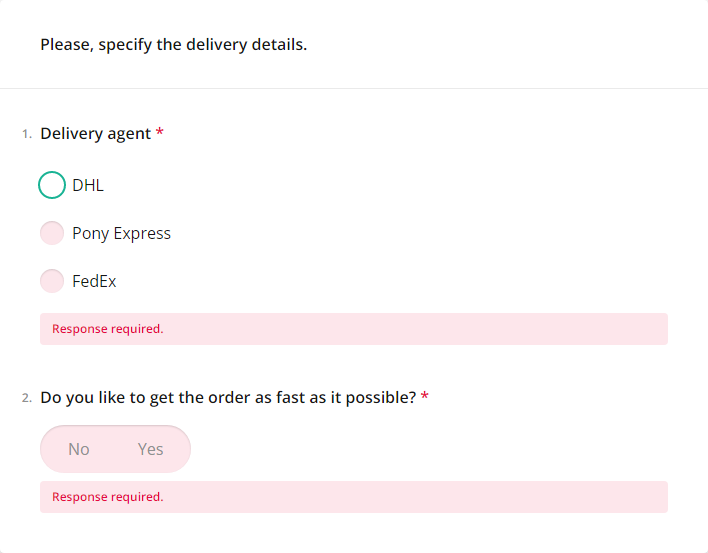 Please, specify the delivery details.
1. Delivery agent *
DHL
Pony Express
FedEx
Response required.
2. Do you like to get the order as fast as it possible? *
No Yes
Response required.